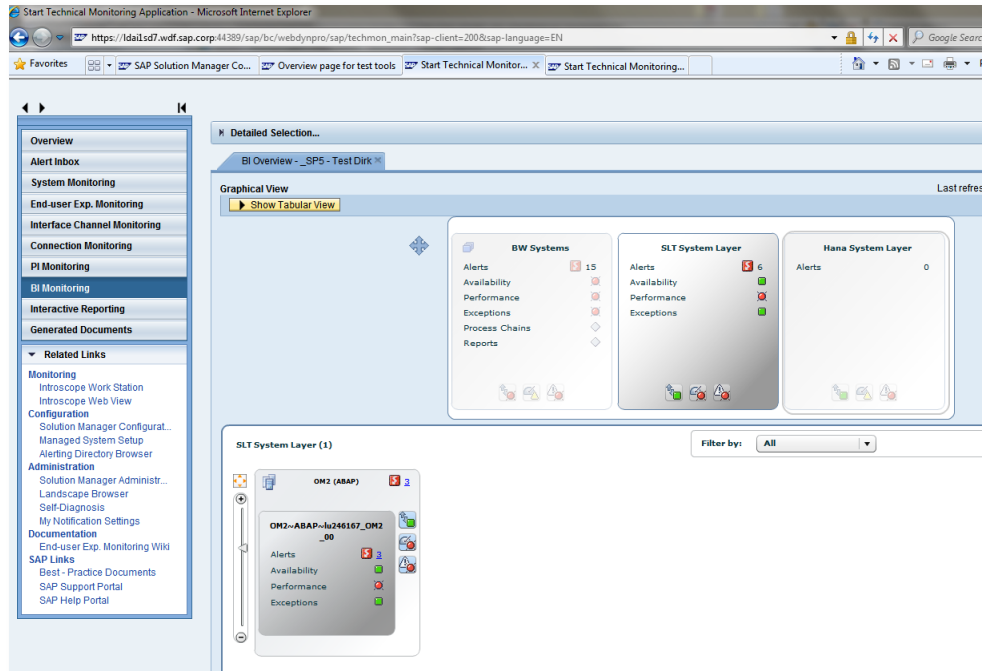 Start Technical Monitoring Application - Microsoft Internet Explorer
https://ldai1sd7.wdf.sap.corp:44389/sap/bc/webdynpro/sap/techmon_main?sap-client=200&sap-language=EN
Google Searc
Favorites
SAP Solution Manager Co...
Overview page for test tools
Start Technical Monitor...
Start Technical Monitoring...
Overview
Alert Inbox
System Monitoring
End-user Exp. Monitoring
Interface Channel Monitoring
Connection Monitoring
PI Monitoring
BI Monitoring
Interactive Reporting
Generated Documents
Related Links
Monitoring
Introscope Work Station
Introscope Web View
Configuration
Solution Manager Configurat...
Managed System Setup
Alerting Directory Browser
Administration
Solution Manager Administr...
Landscape Browser
Self-Diagnosis
My Notification Settings
Documentation
End-user Exp. Monitoring Wiki
SAP Links
Best - Practice Documents
SAP Support Portal
SAP Help Portal
Detailed Selection...
BI Overview - _SP5 - Test Dirk
Graphical View
Last refres
Show Tabular View
BW Systems
Alerts 15
Availability
Performance
Exceptions
Process Chains
Reports
SLT System Layer
Alerts 6
Availability
Performance
Exceptions
Hana System Layer
Alerts 0
SLT System Layer (1)
Filter by: All
OM2 (ABAP) 3
OM2~ABAP~lu246167_OM2
_00
Alerts 3
Availability
Performance
Exceptions